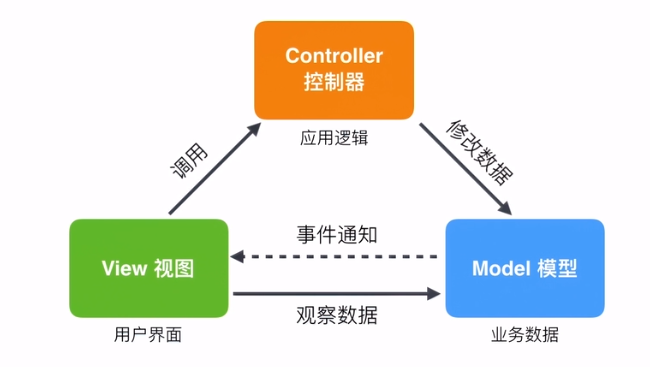 Controller
控制器
应用逻辑
调用
修改数据
事件通知
View 视图
Model 模型
观察数据
用户界面
业务数据